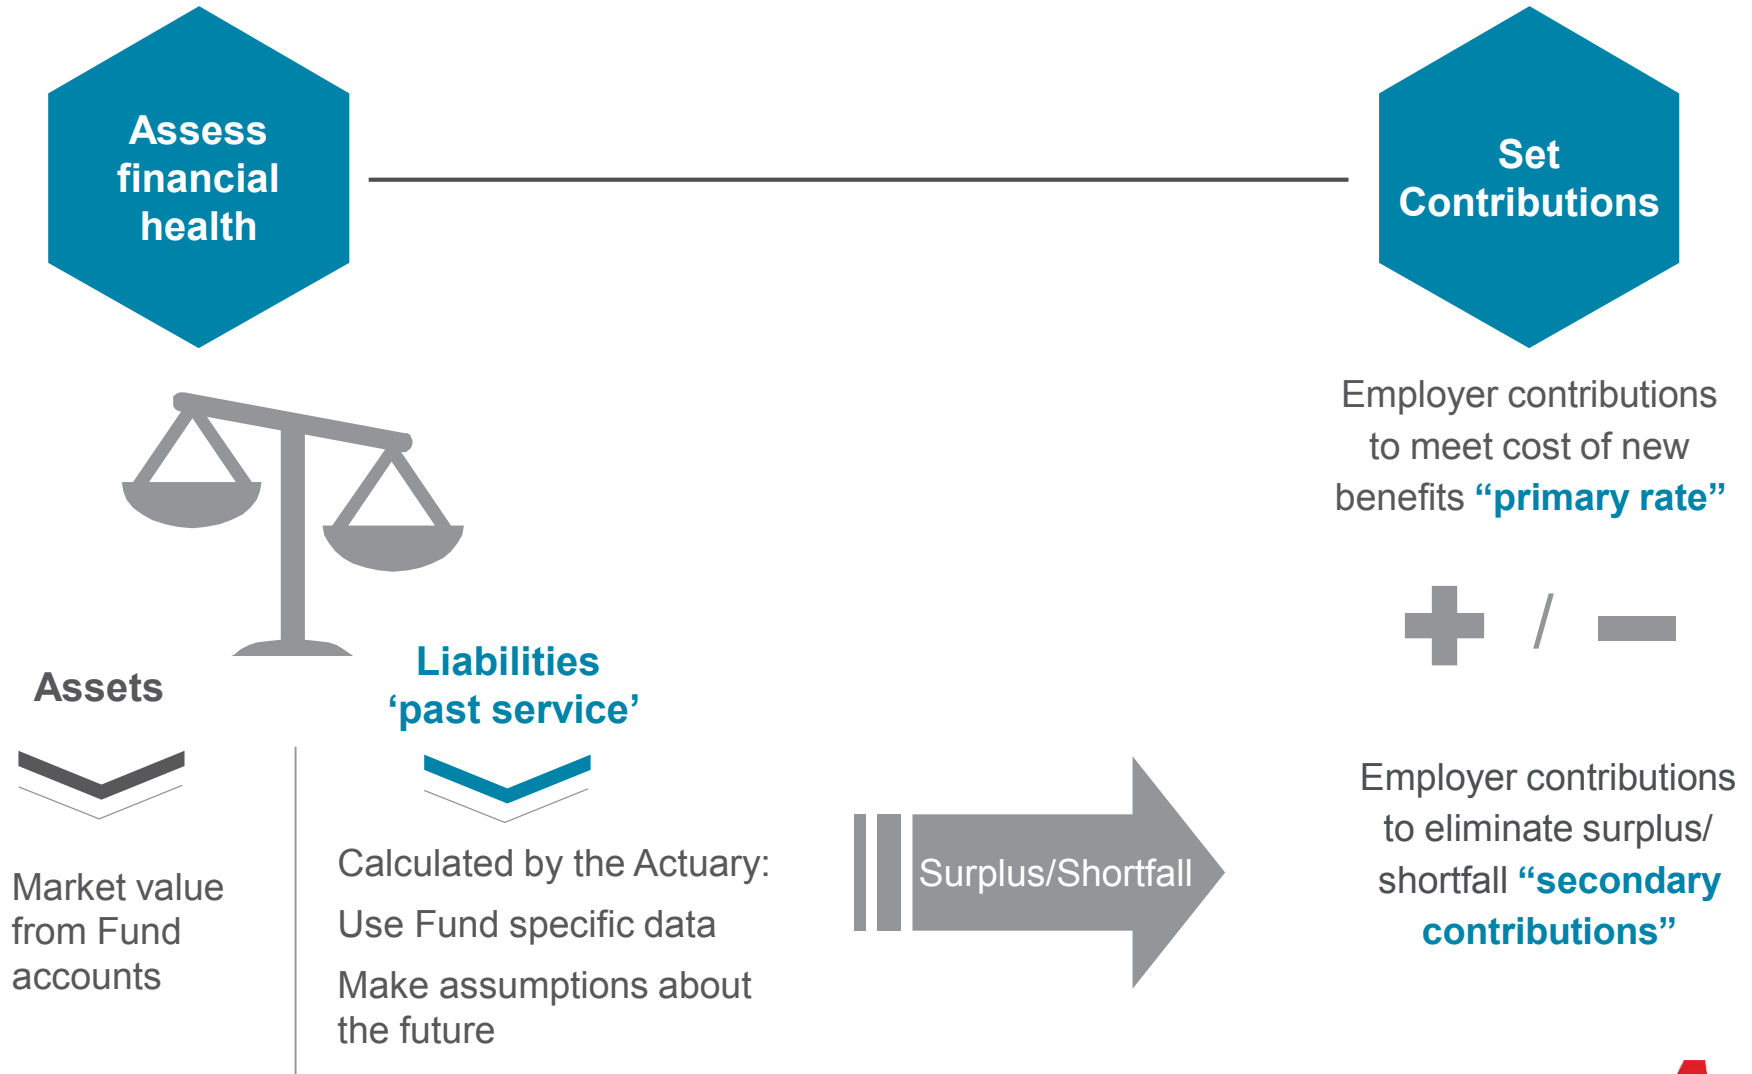 Assess
financial
health
Set
Contributions
Assets
Market value
from Fund
accounts
Liabilities
‘past service’
Calculated by the Actuary:
Use Fund specific data
Make assumptions about
the future
Surplus/Shortfall
Employer contributions
to meet cost of new
benefits “primary rate”
+ / −
Employer contributions
to eliminate surplus/
shortfall “secondary
contributions”